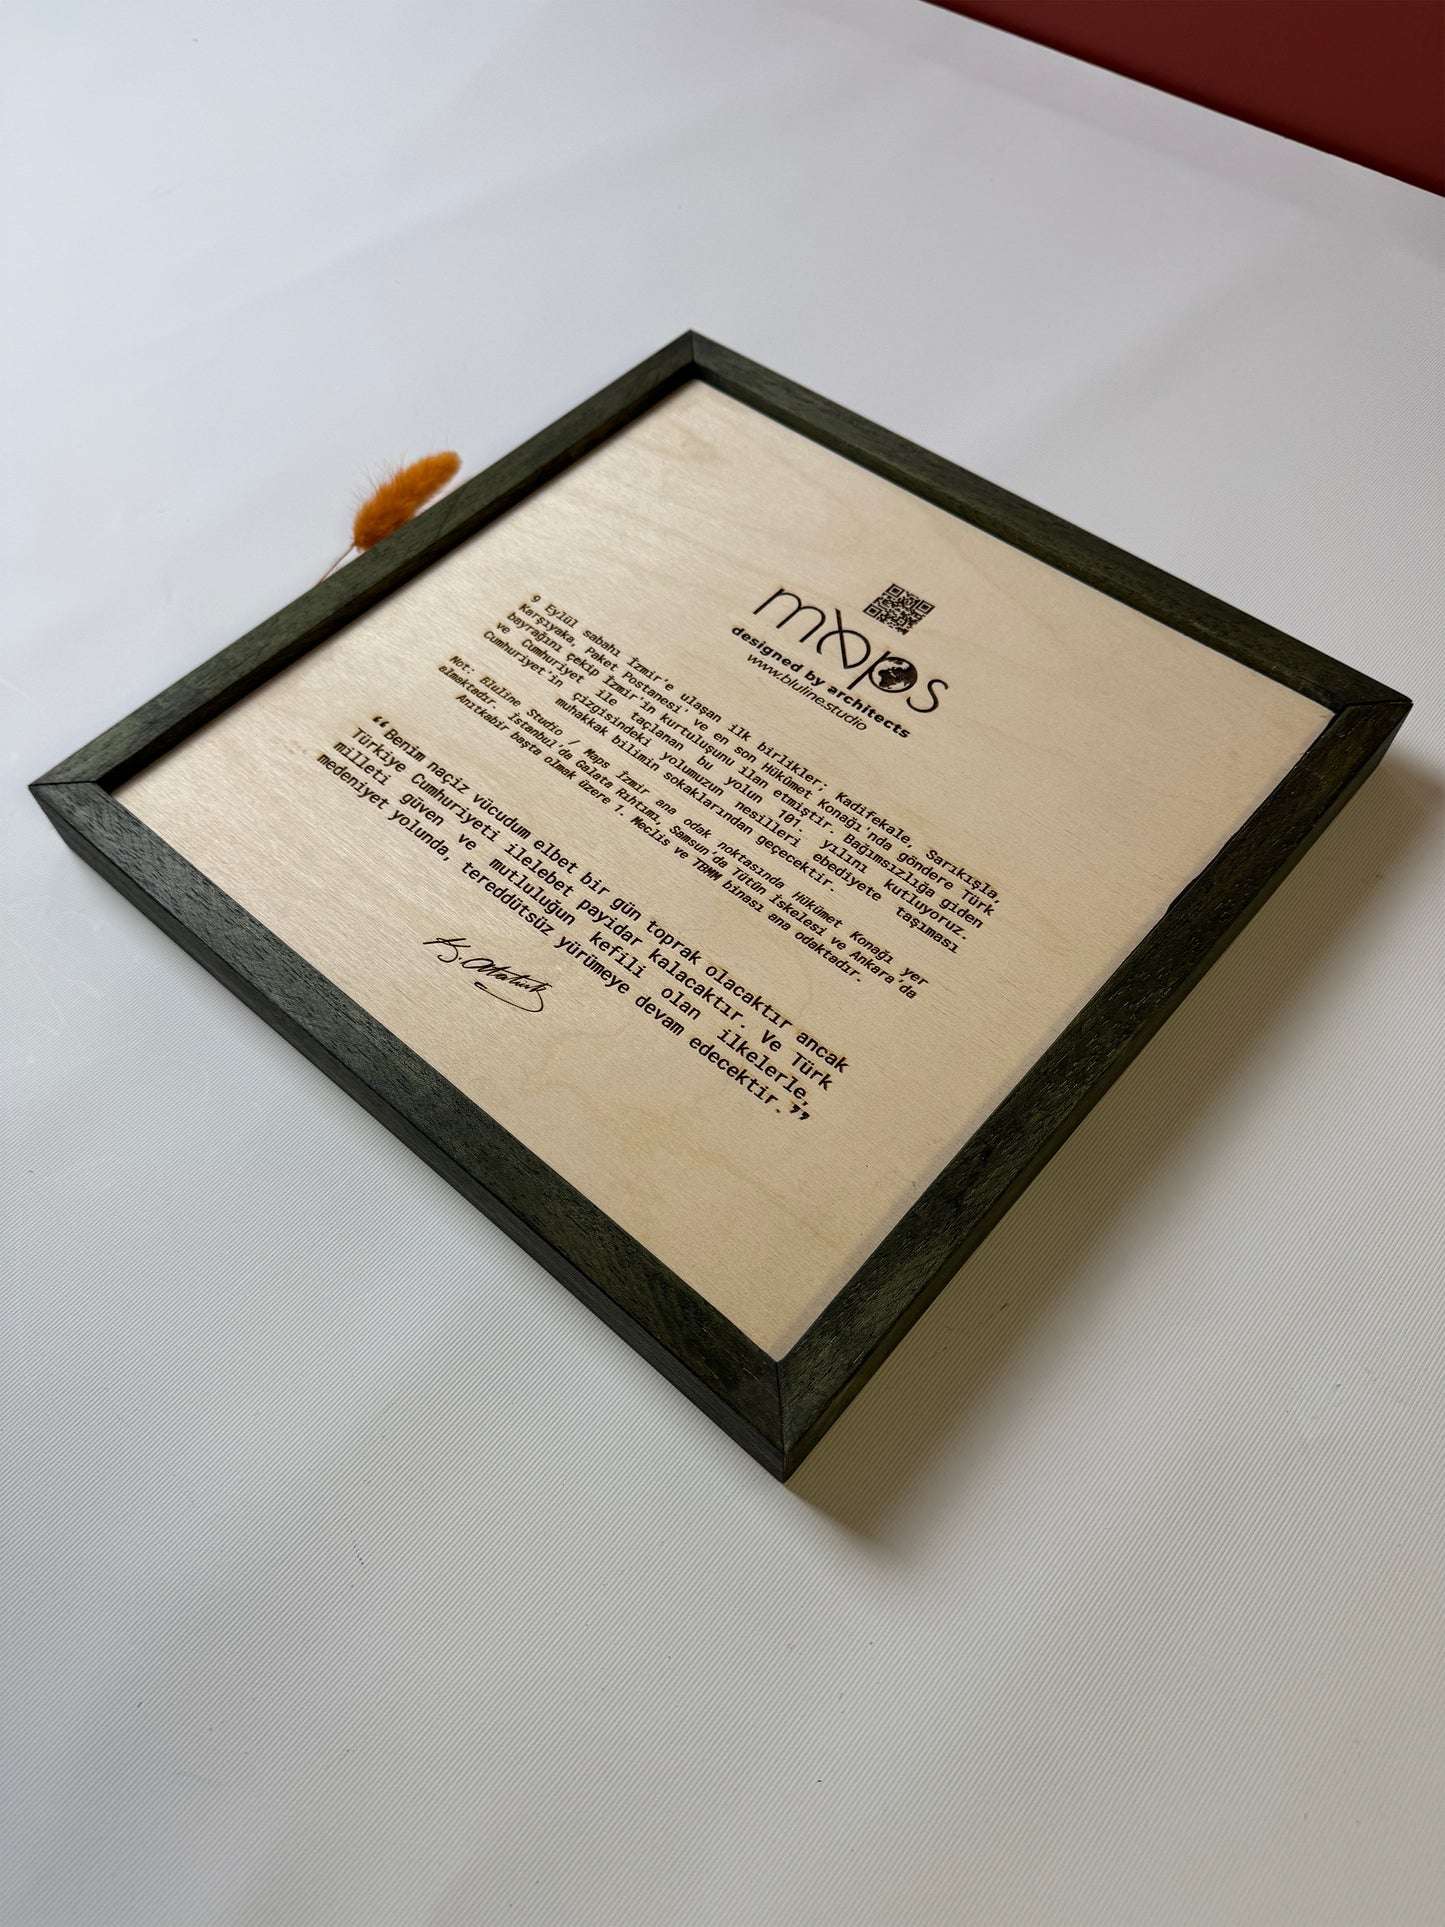 maps
designed by architects
www.bluline.studio
9 Eylül sabahı İzmir'e ulaşan ilk birlikler; Kadifekale, Sarıkışla,
Karşıyaka, Paket Postanesi' ve en son Hükûmet Konağı'nda göndere Türk
bayrağını çekip İzmir'in kurtuluşunu ilan etmiştir. Bağımsızlığa giden
ve Cumhuriyet ile taçlanan bu yolun 101. yılını kutluyoruz.
Cumhuriyet'in çizgisindeki yolumuzun nesilleri ebediyete taşıması
muhakkak bilimin sokaklarından geçecektir.
Not: Bluline Studio / Maps İzmir ana odak noktasında Hükümet Konağı yer
almaktadır. İstanbul'da Galata Rıhtımı, Samsun'da Tütün İskelesi ve Ankara'da
Anıtkabir başta olmak üzere 1. Meclis ve TBMM binası ana odaktadır.
“Benim naçiz vücudum elbet bir gün toprak olacaktır ancak
Türkiye Cumhuriyeti ilelebet payidar kalacaktır. Ve Türk
milleti güven ve mutluluğun kefili olan ilkelerle,
medeniyet yolunda, tereddütsüz yürümeye devam edecektir.”
K. Atatürk